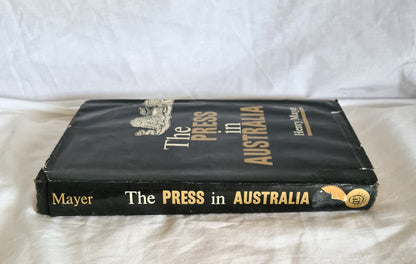 The
PRESS
in
AUSTRALIA
Henry Mayer
Mayer The PRESS in AUSTRALIA